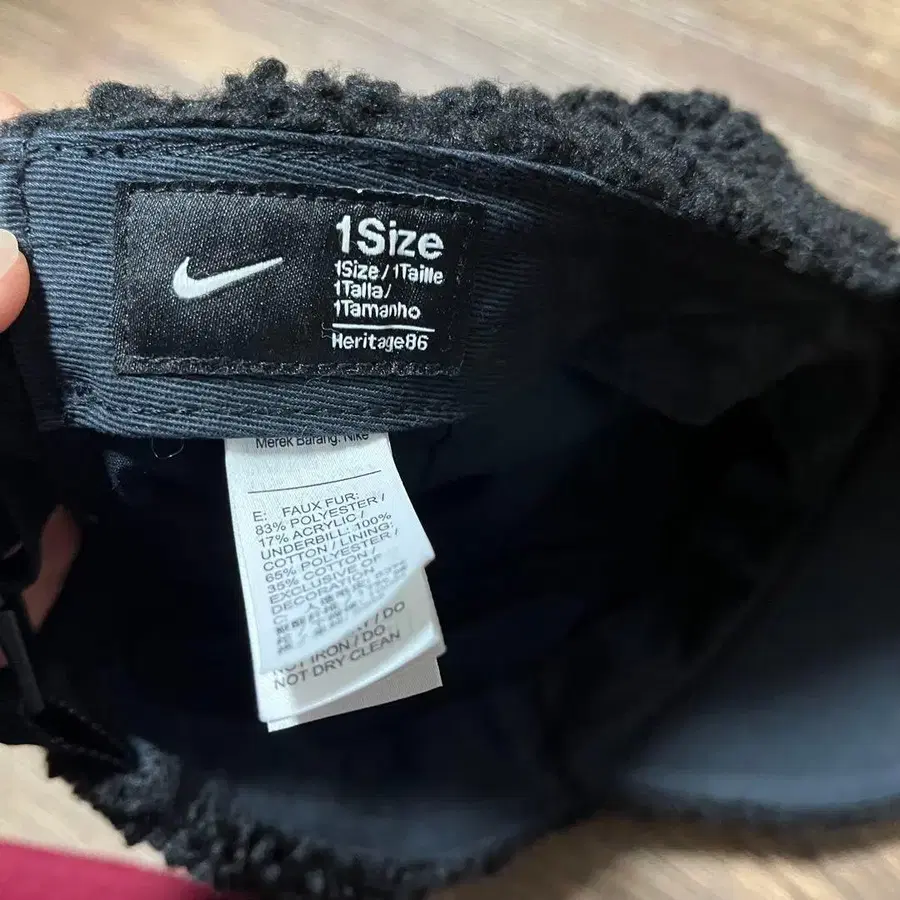 1Size
1Size / 1Taille
1Talla/
1Tamanho
Heritage86
Merek Barang: Nike
E: FAUX FUR:
83% POLYESTER /
17% ACRYLIC /
UNDERBILL: 100%
COTTON / LINING:
65% POLYESTER /
35% COTTON /
EXCLUSIVE OF
DECORATION
/ DO
NOT IRON / DO
NOT DRY CLEAN